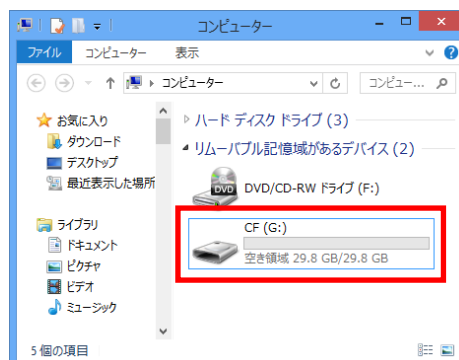 コンピューター
ファイル コンピューター 表示
コンピューター コンピュー...
お気に入り
ダウンロード
デスクトップ
最近表示した場所
ライブラリ
ドキュメント
ピクチャ
ビデオ
ミュージック
ハード ディスク ドライブ (3)
リムーバブル記憶域があるデバイス (2)
DVD
DVD/CD-RW ドライブ (F:)
CF (G:)
空き領域 29.8 GB/29.8 GB
5 個の項目